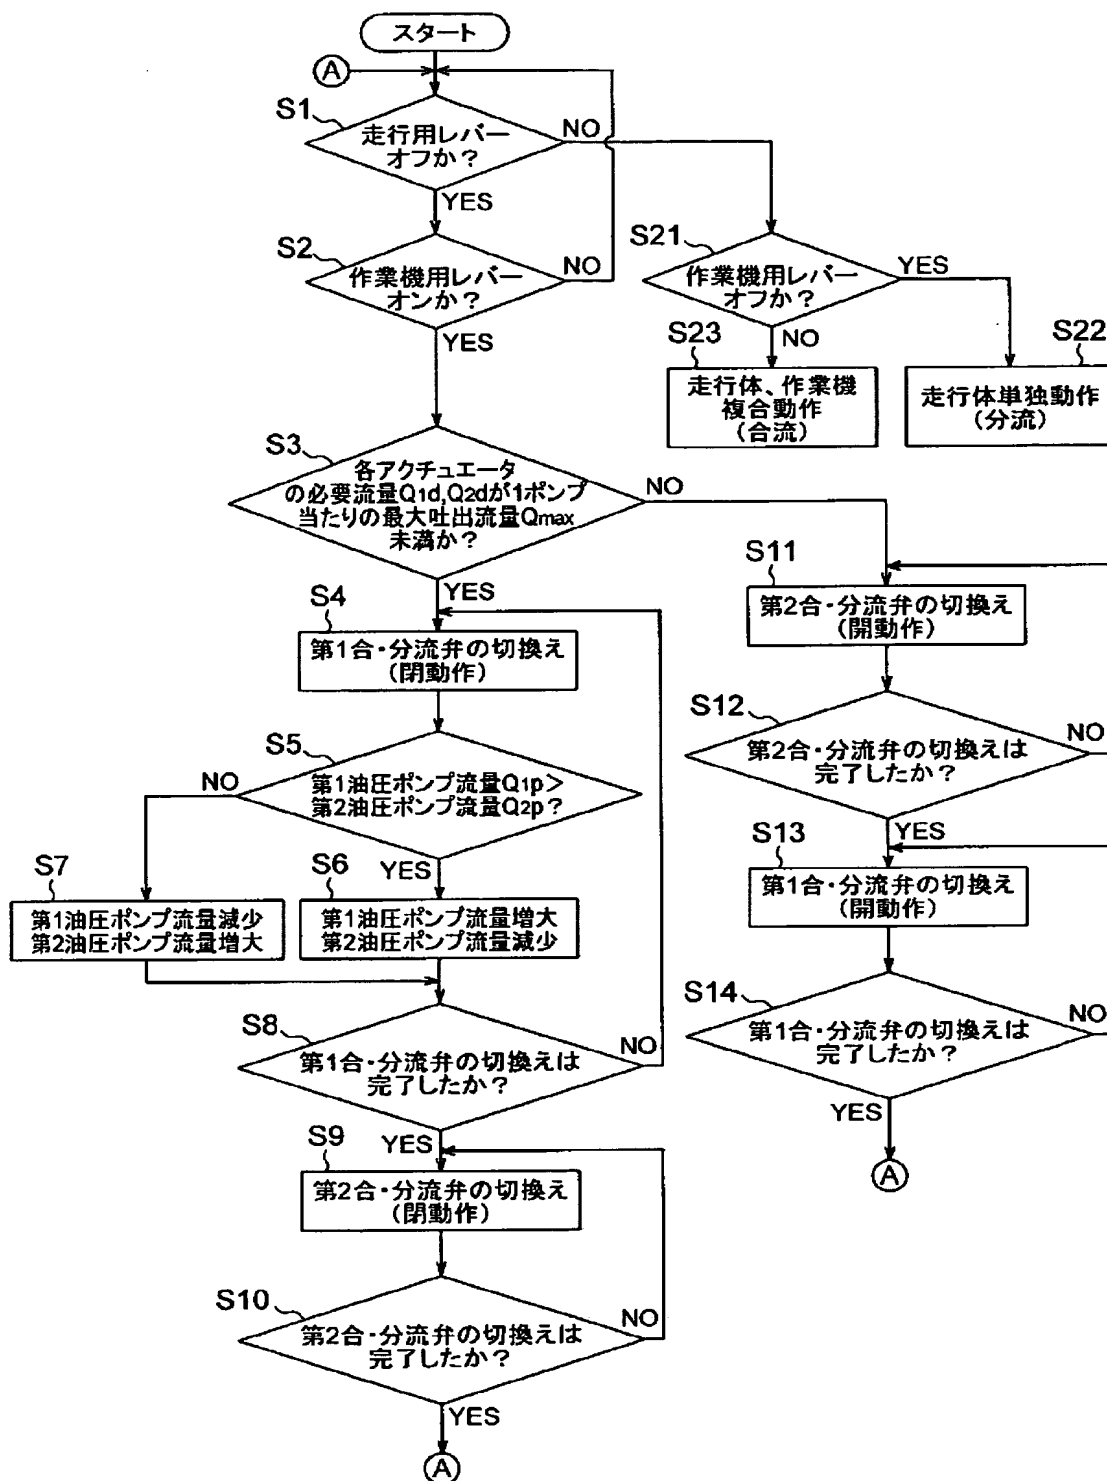 スタート
A
S1
走行用レバー
オフか？
NO
YES
S2
作業機用レバー
オンか？
NO
YES
S21
作業機用レバー
オフか？
YES
NO
S23
走行体、作業機
複合動作
(合流)
S22
走行体単独動作
(分流)
S3
各アクチュエータ
の必要流量Q1d,Q2dが1ポンプ
当たりの最大吐出流量Qmax
未満か？
NO
YES
S4
第1合・分流弁の切換え
(閉動作)
S5
第1油圧ポンプ流量Q1p＞
第2油圧ポンプ流量Q2p？
NO
YES
S7
第1油圧ポンプ流量減少
第2油圧ポンプ流量増大
S6
第1油圧ポンプ流量増大
第2油圧ポンプ流量減少
S8
第1合・分流弁の切換えは
完了したか？
NO
YES
S9
第2合・分流弁の切換え
(閉動作)
S10
第2合・分流弁の切換えは
完了したか？
NO
YES
A
S11
第2合・分流弁の切換え
(開動作)
S12
第2合・分流弁の切換えは
完了したか？
NO
YES
S13
第1合・分流弁の切換え
(開動作)
S14
第1合・分流弁の切換えは
完了したか？
NO
YES
A